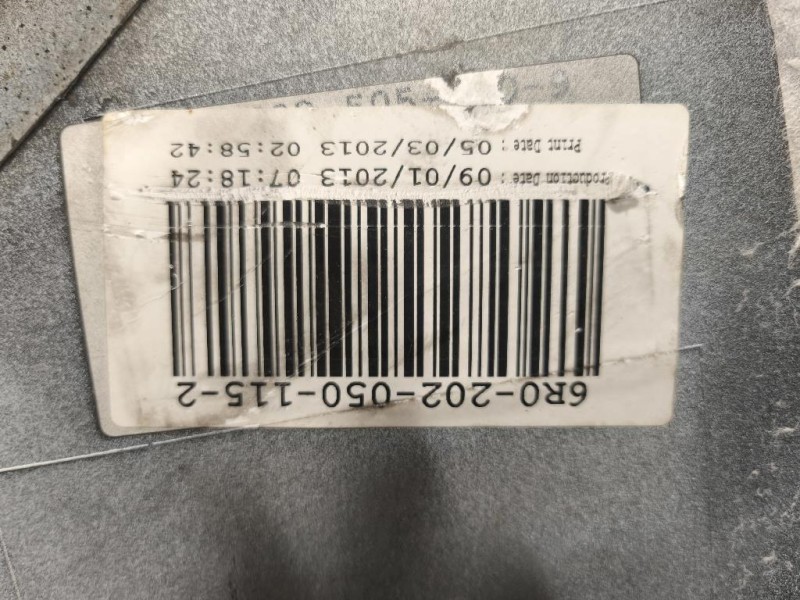 6R0-202-050-115-2
Production Date : 09/01/2013 07:18:24
Print Date : 05/03/2013 02:58:42